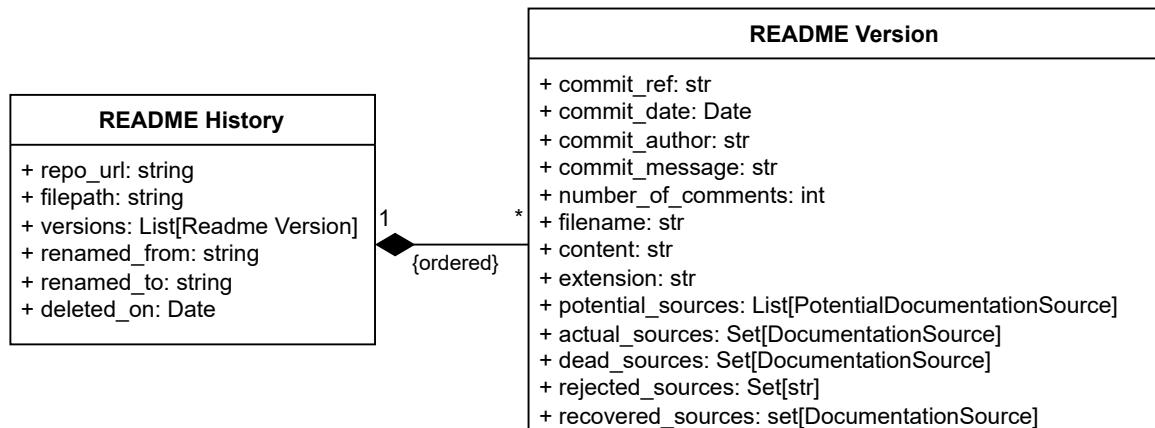 README History
+ repo_url: string
+ filepath: string
+ versions: List[Readme Version]
+ renamed_from: string
+ renamed_to: string
+ deleted_on: Date
1
*
{ordered}
README Version
+ commit_ref: str
+ commit_date: Date
+ commit_author: str
+ commit_message: str
+ number_of_comments: int
+ filename: str
+ content: str
+ extension: str
+ potential_sources: List[PotentialDocumentationSource]
+ actual_sources: Set[DocumentationSource]
+ dead_sources: Set[DocumentationSource]
+ rejected_sources: Set[str]
+ recovered_sources: set[DocumentationSource]